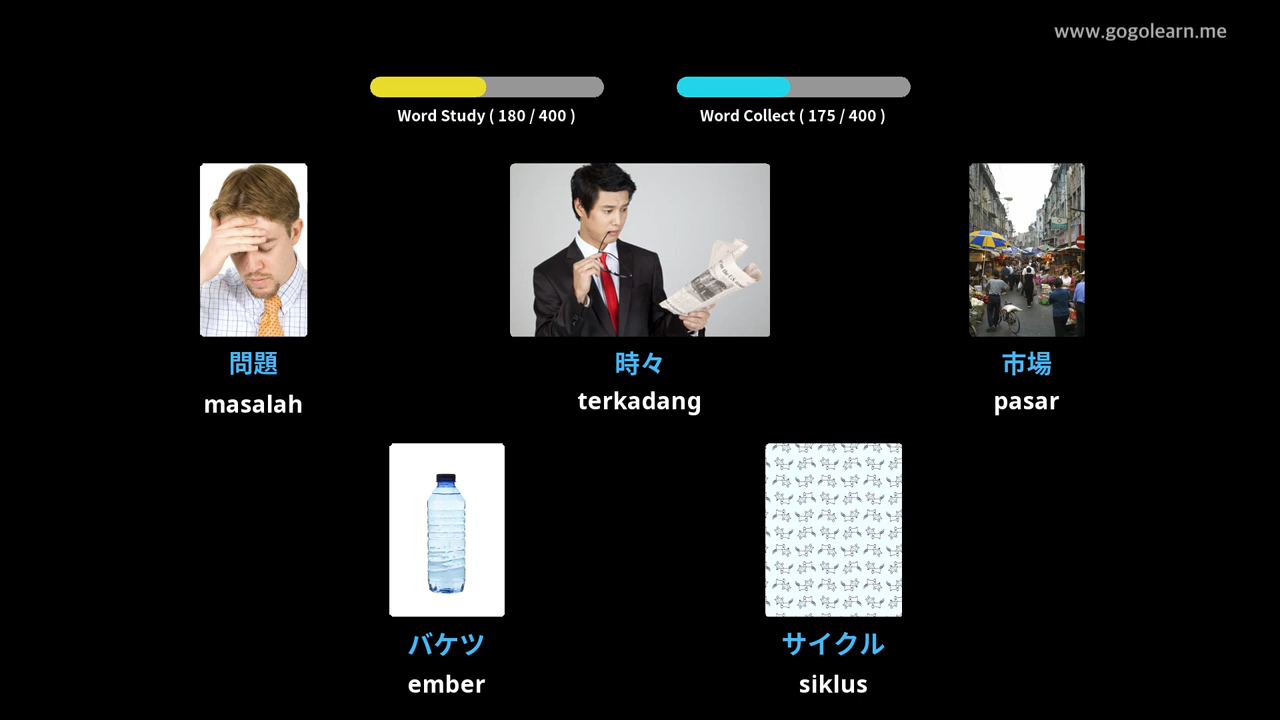 www.gogolearn.me
Word Study ( 180 / 400 )
Word Collect ( 175 / 400 )
問題
masalah
時々
terkadang
市場
pasar
バケツ
ember
サイクル
siklus